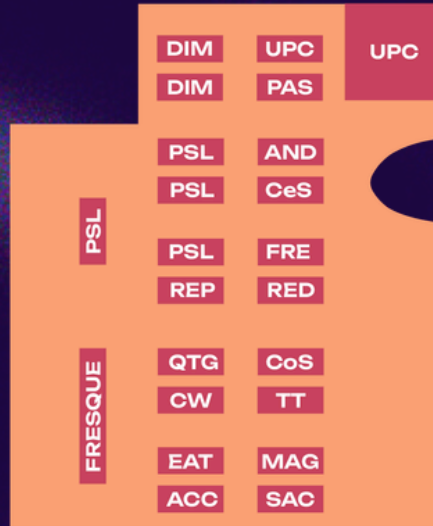 DIM UPC UPC
DIM PAS
PSL AND
PSL CeS
PSL
PSL FRE
REP RED
QTG CoS
CW TT
FRESQUE
EAT MAG
ACC SAC